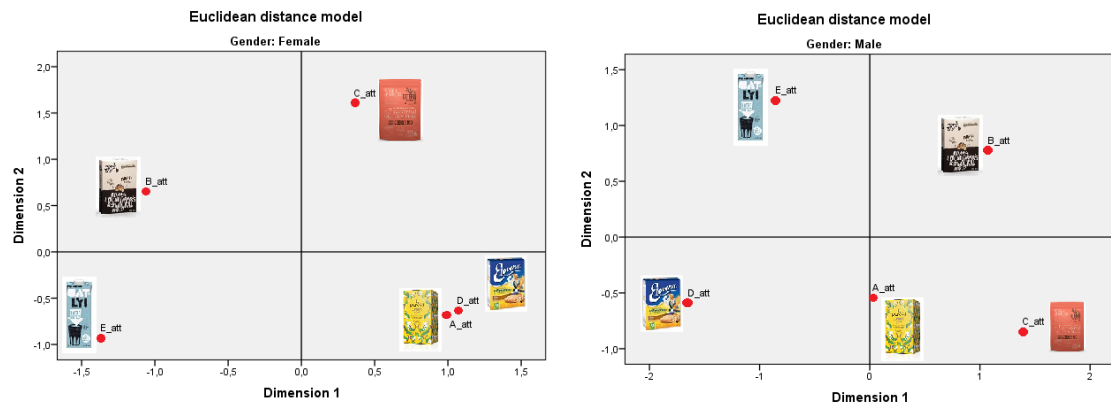 Euclidean distance model
Gender: Female
2,0
1,5
1,0
0,5
0,0
-0,5
-1,0
Dimension 2
C_att
B_att
E_att
D_att
A_att
-1,5
-1,0
-0,5
0,0
0,5
1,0
1,5
Dimension 1
Euclidean distance model
Gender: Male
1,5
1,0
0,5
0,0
-0,5
-1,0
Dimension 2
E_att
B_att
D_att
A_att
C_att
-2
-1
0
1
2
Dimension 1